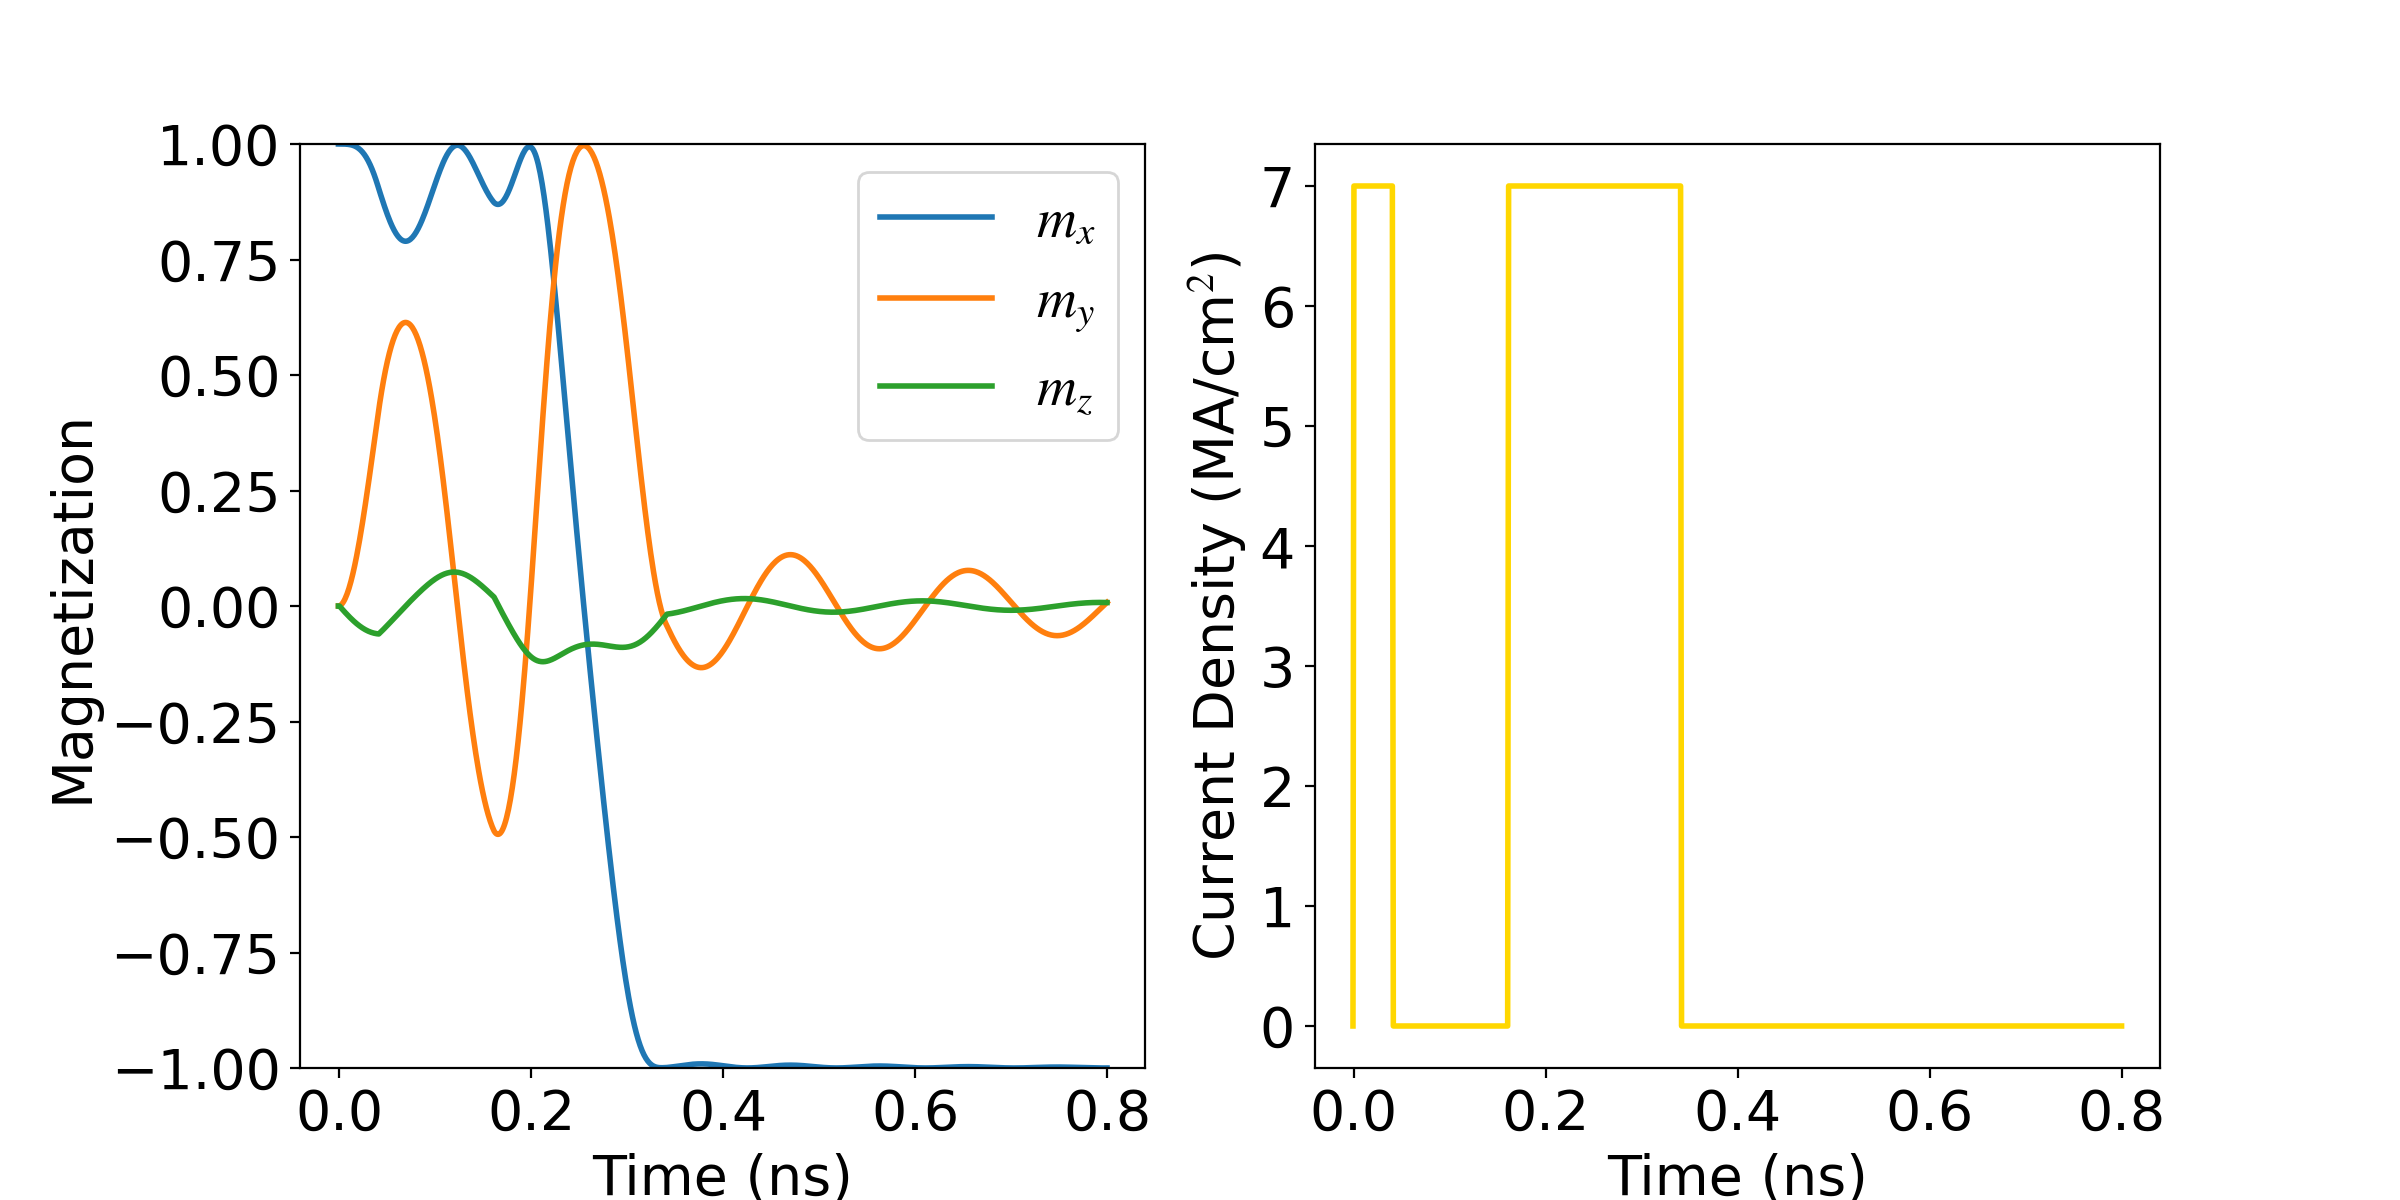 Magnetization
1.00
0.75
0.50
0.25
0.00
−0.25
−0.50
−0.75
−1.00
0.0 0.2 0.4 0.6 0.8
Time (ns)
m_x
m_y
m_z
Current Density (MA/cm²)
7
6
5
4
3
2
1
0
0.0 0.2 0.4 0.6 0.8
Time (ns)